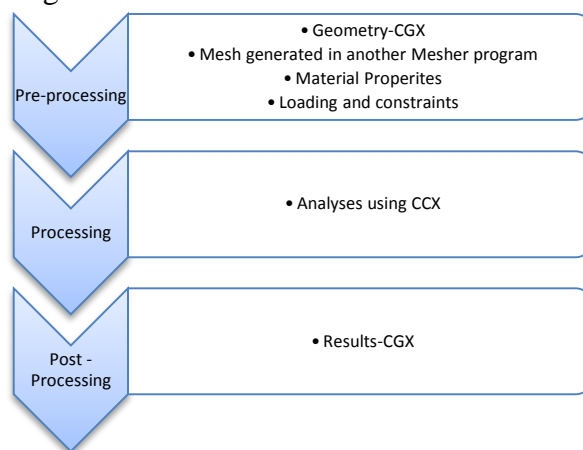 Pre-processing
• Geometry-CGX
• Mesh generated in another Mesher program
• Material Properites
• Loading and constraints
Processing
• Analyses using CCX
Post -
Processing
• Results-CGX